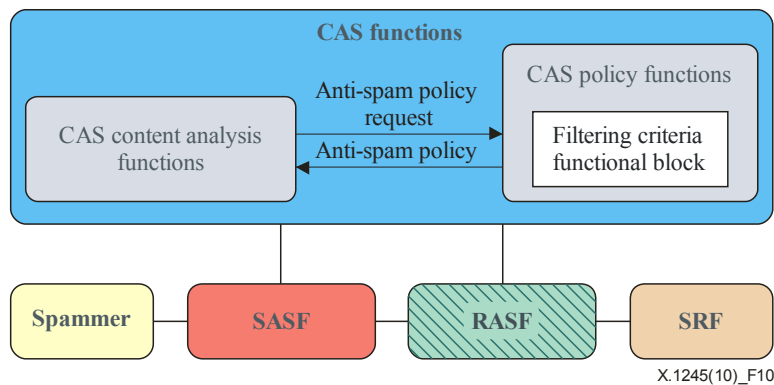 CAS functions
CAS content analysis
functions
Anti-spam policy
request
Anti-spam policy
CAS policy functions
Filtering criteria
functional block
Spammer
SASF
RASF
SRF
X.1245(10)_F10